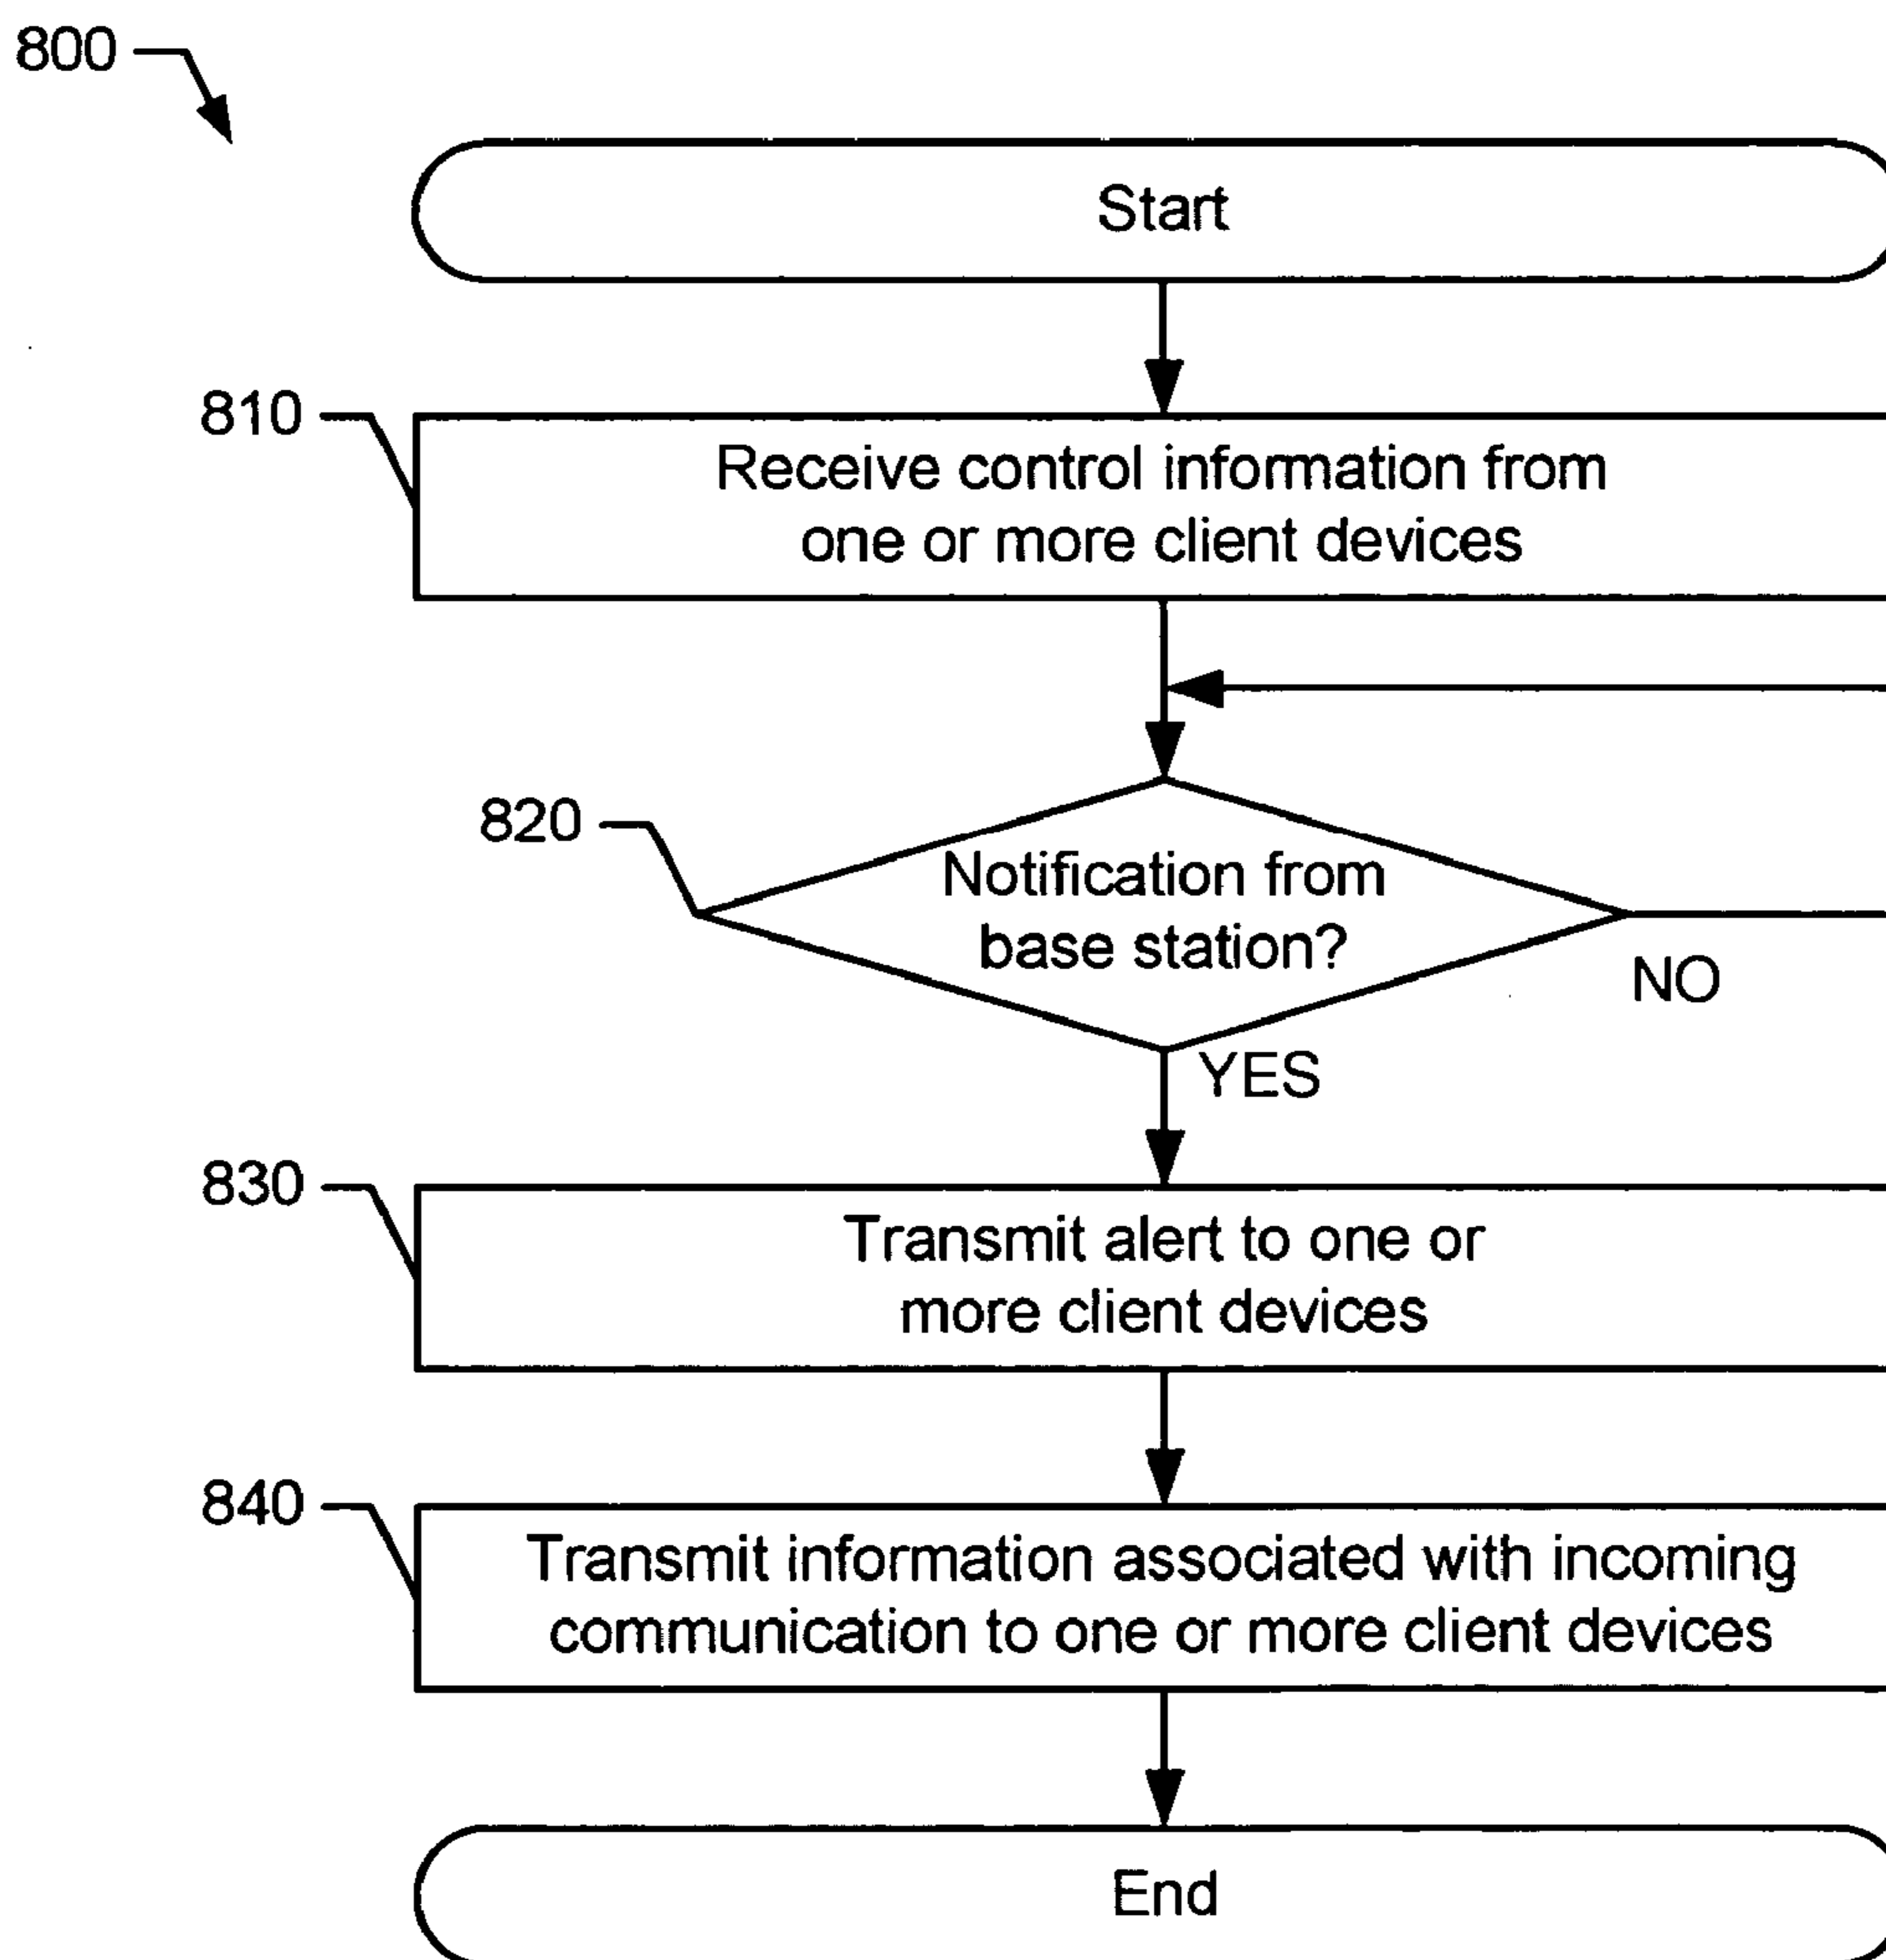 800
Start
810
Receive control information from
one or more client devices
820
Notification from
base station?
NO
YES
830
Transmit alert to one or
more client devices
840
Transmit information associated with incoming
communication to one or more client devices
End